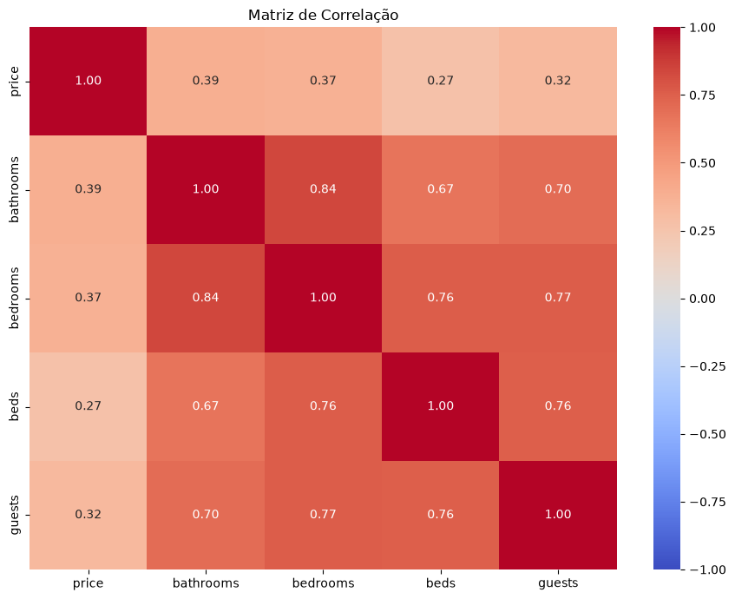 Matriz de Correlação
price 1.00 0.39 0.37 0.27 0.32
bathrooms 0.39 1.00 0.84 0.67 0.70
bedrooms 0.37 0.84 1.00 0.76 0.77
beds 0.27 0.67 0.76 1.00 0.76
guests 0.32 0.70 0.77 0.76 1.00
price bathrooms bedrooms beds guests
1.00
0.75
0.50
0.25
0.00
−0.25
−0.50
−0.75
−1.00